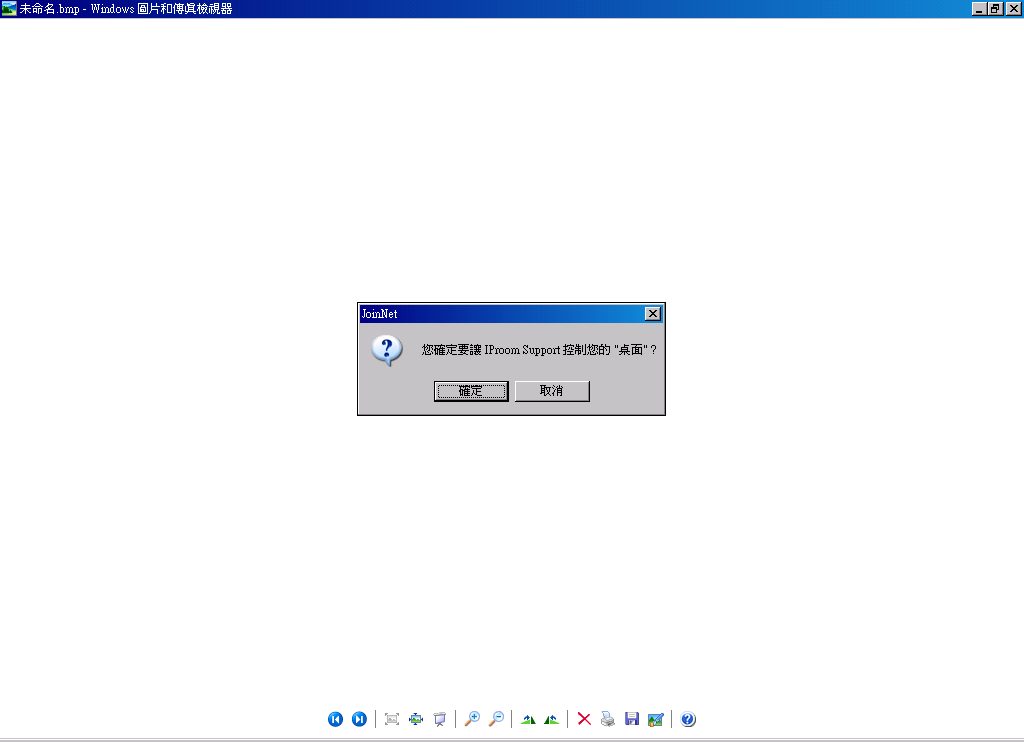 未命名.bmp - Windows 圖片和傳真檢視器
JoinNet
您確定要讓 IProom Support 控制您的 "桌面" ?
確定
取消